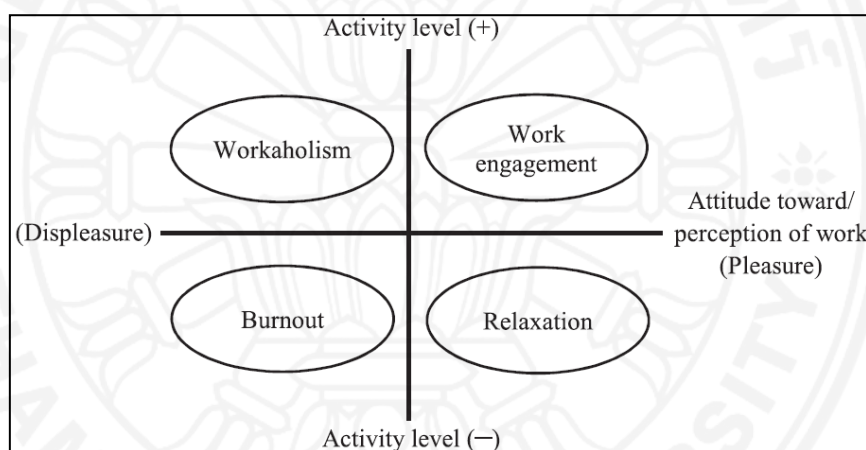 Activity level (+)
Workaholism
Work
engagement
(Displeasure)
Attitude toward/
perception of work
(Pleasure)
Burnout
Relaxation
Activity level (—)